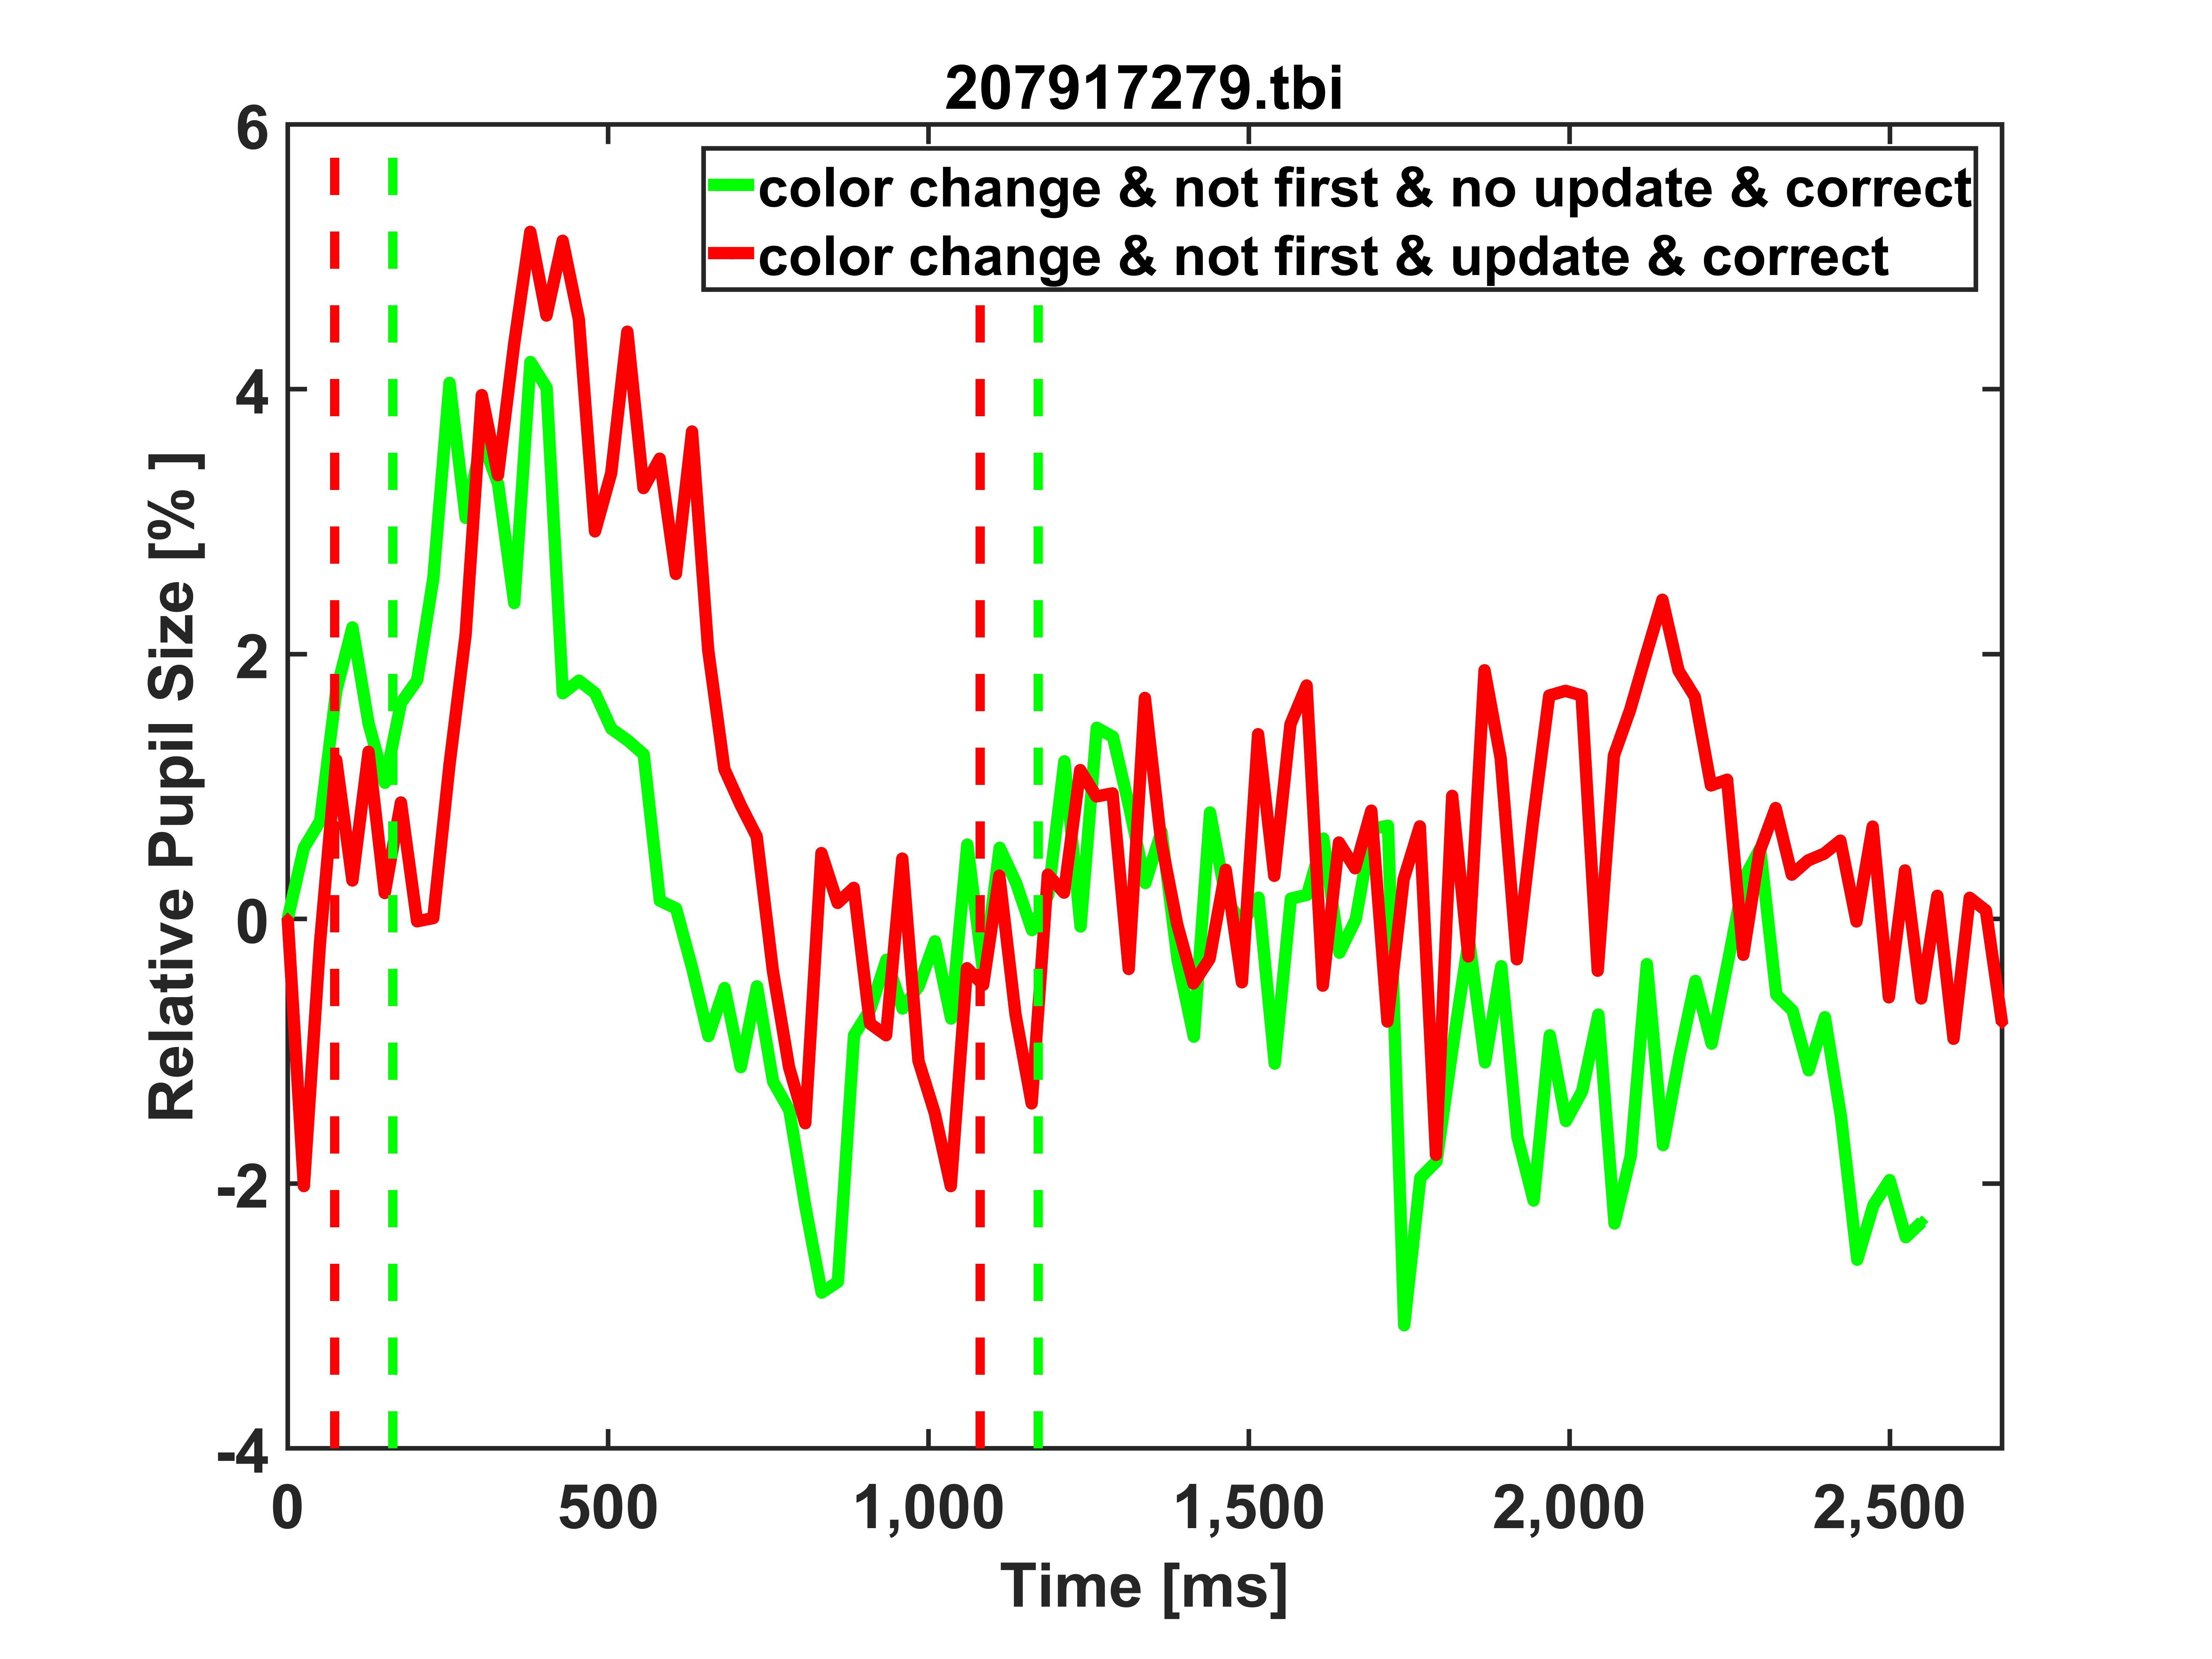 207917279.tbi
6
color change & not first & no update & correct
color change & not first & update & correct
4
2
0
-2
-4
Relative Pupil Size [% ]
0 500 1,000 1,500 2,000 2,500
Time [ms]